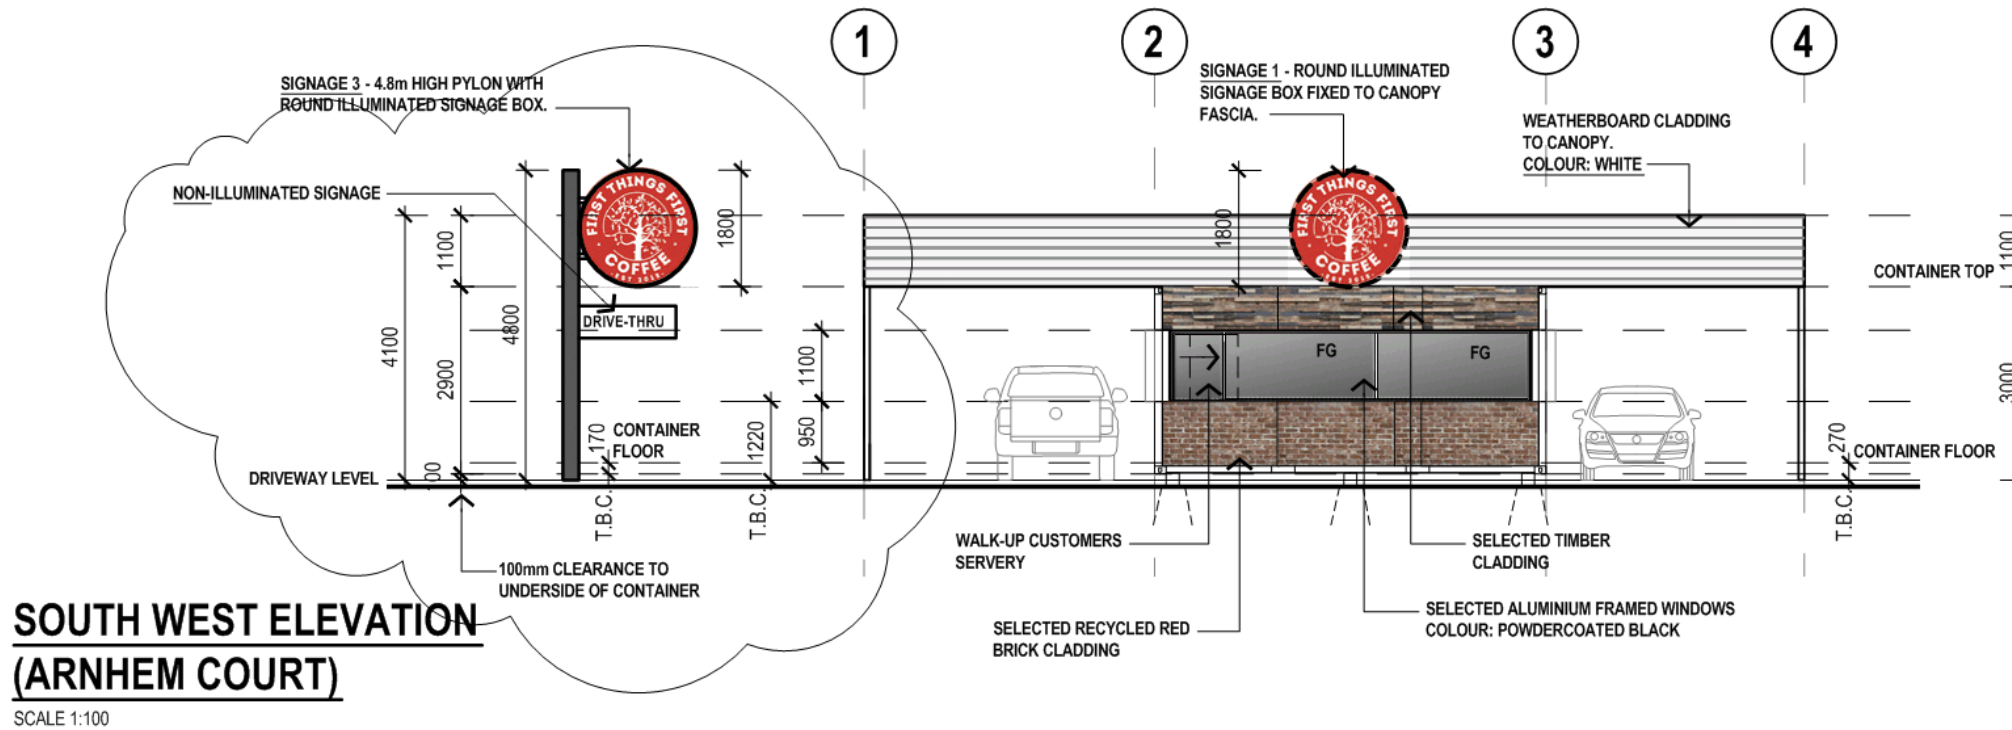 1
2
3
4
SIGNAGE 3 - 4.8m HIGH PYLON WITH
ROUND ILLUMINATED SIGNAGE BOX.
SIGNAGE 1 - ROUND ILLUMINATED
SIGNAGE BOX FIXED TO CANOPY
FASCIA.
WEATHERBOARD CLADDING
TO CANOPY.
COLOUR: WHITE
NON-ILLUMINATED SIGNAGE
FIRST THINGS FIRST
COFFEE
FIRST THINGS FIRST
COFFEE
1800
1800
1100
1100
CONTAINER TOP
DRIVE-THRU
4100
2900
4800
1100
950
1220
170
CONTAINER
FLOOR
FG
FG
3000
270
CONTAINER FLOOR
DRIVEWAY LEVEL
T.B.C.
T.B.C.
T.B.C.
100mm CLEARANCE TO
UNDERSIDE OF CONTAINER
WALK-UP CUSTOMERS
SERVERY
SELECTED TIMBER
CLADDING
SELECTED RECYCLED RED
BRICK CLADDING
SELECTED ALUMINIUM FRAMED WINDOWS
COLOUR: POWDERCOATED BLACK
SOUTH WEST ELEVATION
(ARNHEM COURT)
SCALE 1:100